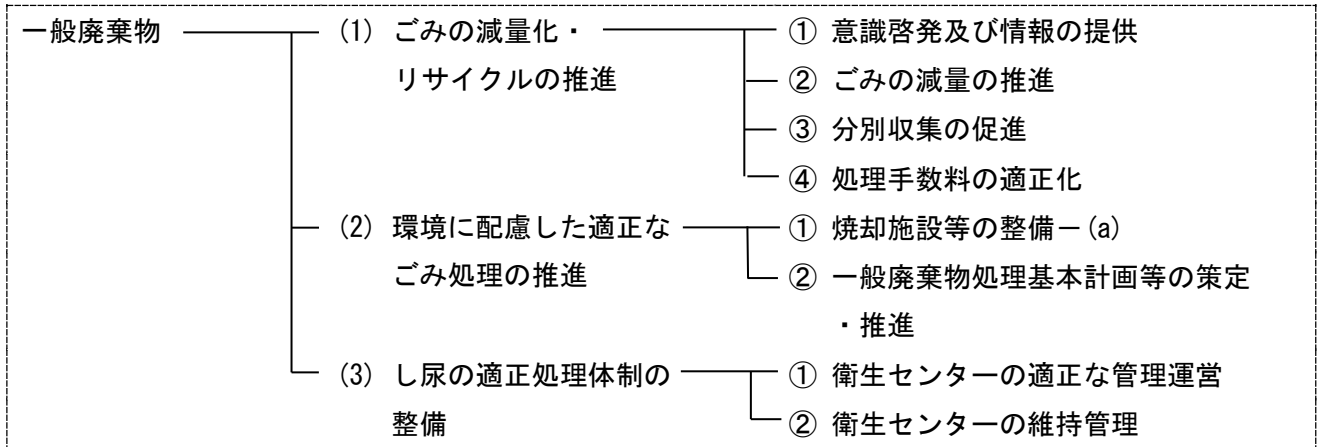 一般廃棄物 (1) ごみの減量化・ ① 意識啓発及び情報の提供
リサイクルの推進 ② ごみの減量の推進
③ 分別収集の促進
④ 処理手数料の適正化
(2) 環境に配慮した適正な ① 焼却施設等の整備－(a)
ごみ処理の推進 ② 一般廃棄物処理基本計画等の策定
・推進
(3) し尿の適正処理体制の ① 衛生センターの適正な管理運営
整備 ② 衛生センターの維持管理